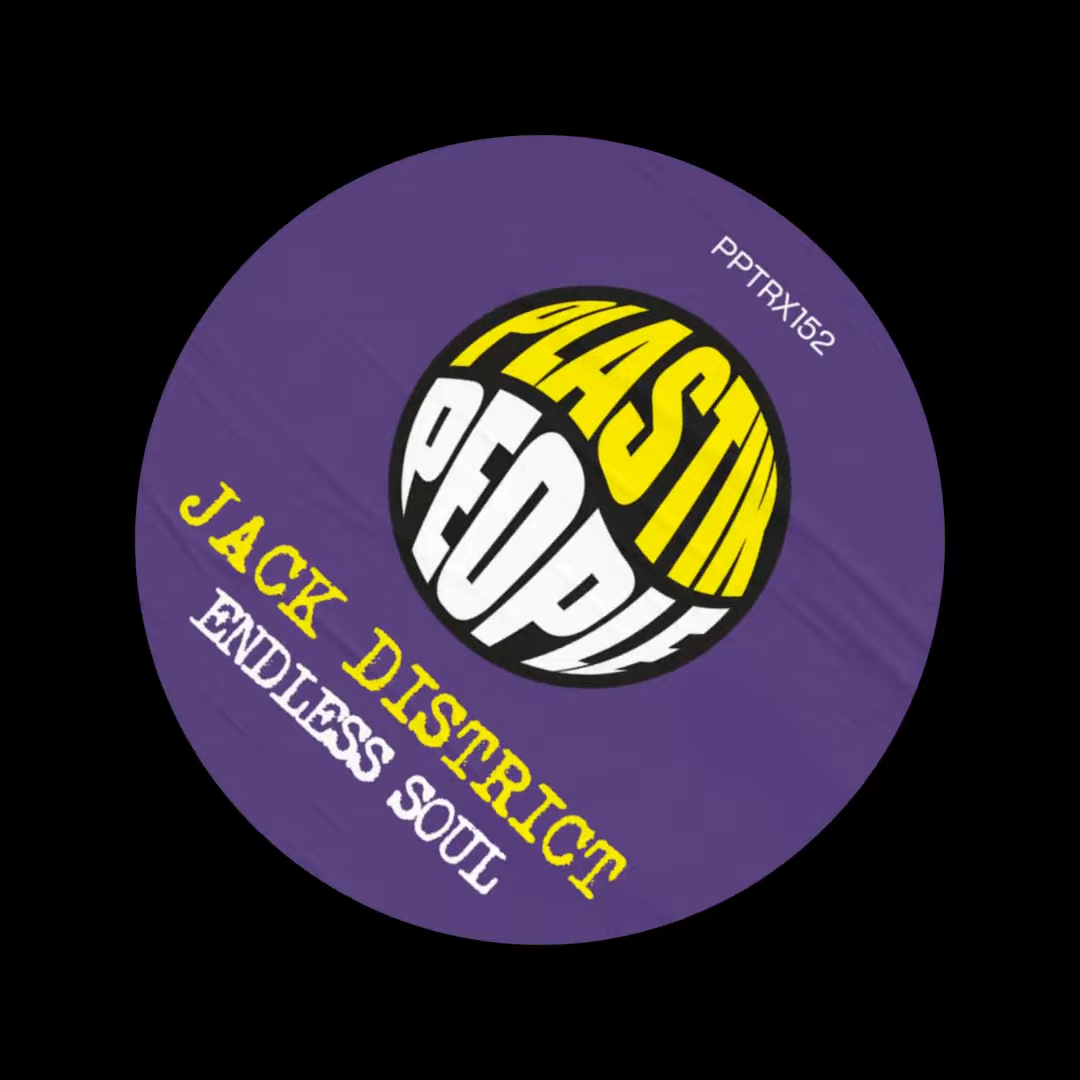 PPTRX152
PLASTIK
PEOPLE
JACK DISTRICT
ENDLESS SOUL